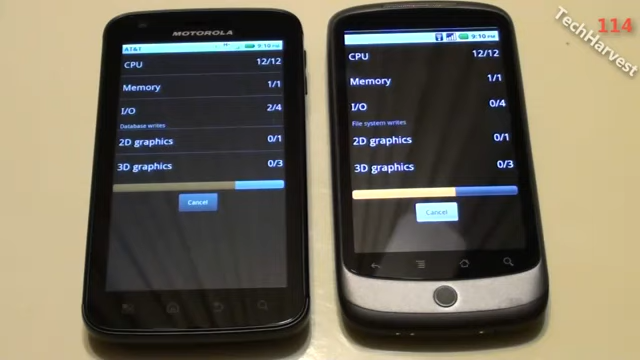 114
TechHarvest
MOTOROLA
AT&T
9:10 PM
CPU 12/12
Memory 1/1
I/O 2/4
Database writes
2D graphics 0/1
3D graphics 0/3
Cancel
9:10 PM
CPU 12/12
Memory 1/1
I/O 0/4
File system writes
2D graphics 0/1
3D graphics 0/3
Cancel